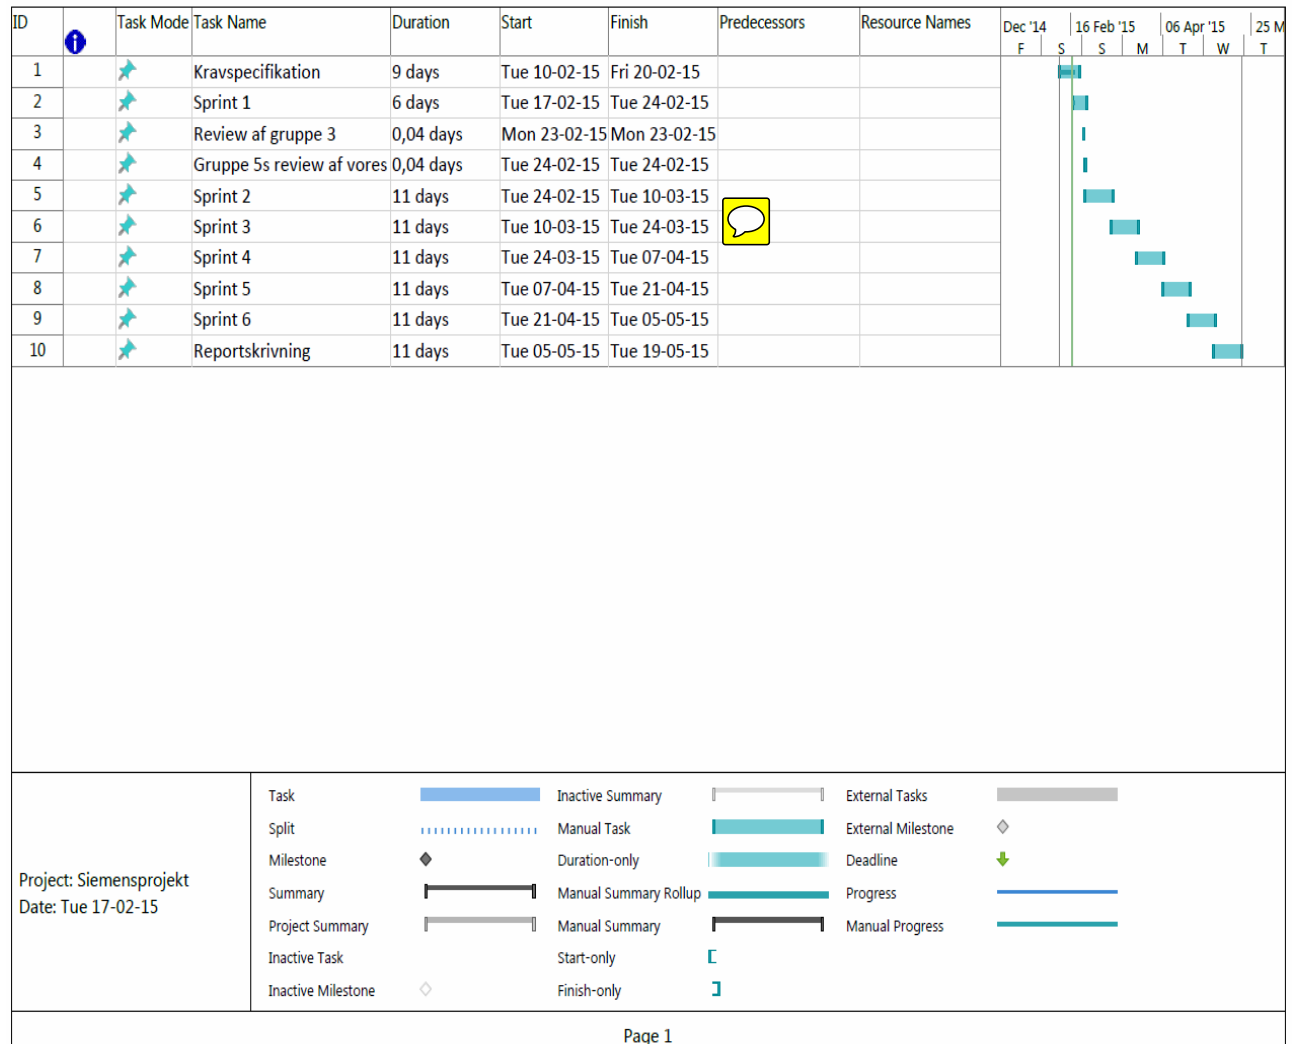 ID Task Mode Task Name Duration Start Finish Predecessors Resource Names Dec '14 16 Feb '15 06 Apr '15 25 M
F S S M T W T
1 Kravspecifikation 9 days Tue 10-02-15 Fri 20-02-15
2 Sprint 1 6 days Tue 17-02-15 Tue 24-02-15
3 Review af gruppe 3 0,04 days Mon 23-02-15 Mon 23-02-15
4 Gruppe 5s review af vores 0,04 days Tue 24-02-15 Tue 24-02-15
5 Sprint 2 11 days Tue 24-02-15 Tue 10-03-15
6 Sprint 3 11 days Tue 10-03-15 Tue 24-03-15
7 Sprint 4 11 days Tue 24-03-15 Tue 07-04-15
8 Sprint 5 11 days Tue 07-04-15 Tue 21-04-15
9 Sprint 6 11 days Tue 21-04-15 Tue 05-05-15
10 Reportskrivning 11 days Tue 05-05-15 Tue 19-05-15
Project: Siemensprojekt
Date: Tue 17-02-15
Task Inactive Summary External Tasks
Split Manual Task External Milestone
Milestone Duration-only Deadline
Summary Manual Summary Rollup Progress
Project Summary Manual Summary Manual Progress
Inactive Task Start-only
Inactive Milestone Finish-only
Page 1